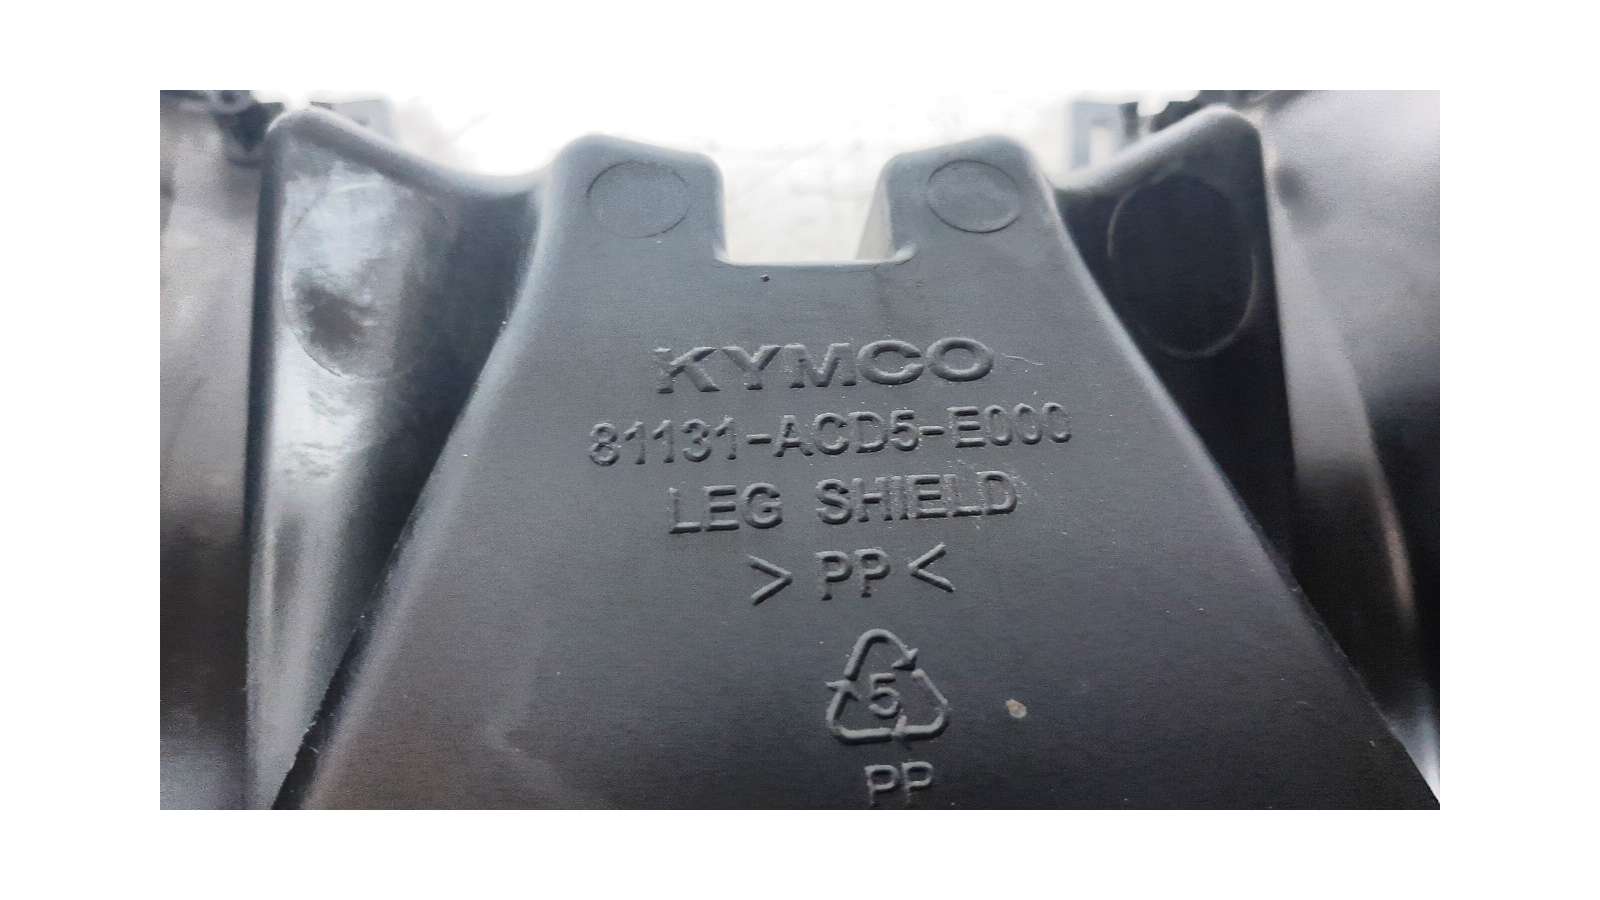 KYMCO
81131-ACD5-E000
LEG SHIELD
> PP <
5
PP